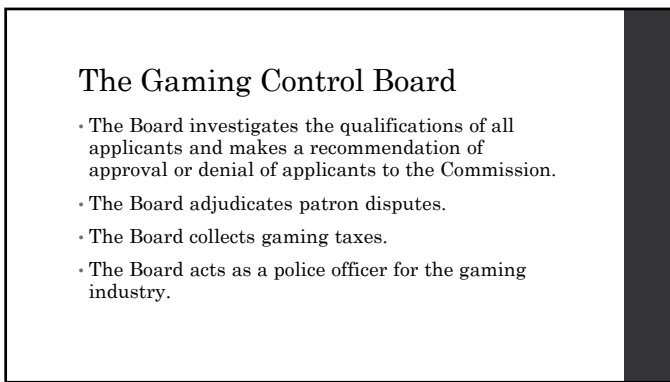 The Gaming Control Board
• The Board investigates the qualifications of all
applicants and makes a recommendation of
approval or denial of applicants to the Commission.
• The Board adjudicates patron disputes.
• The Board collects gaming taxes.
• The Board acts as a police officer for the gaming
industry.